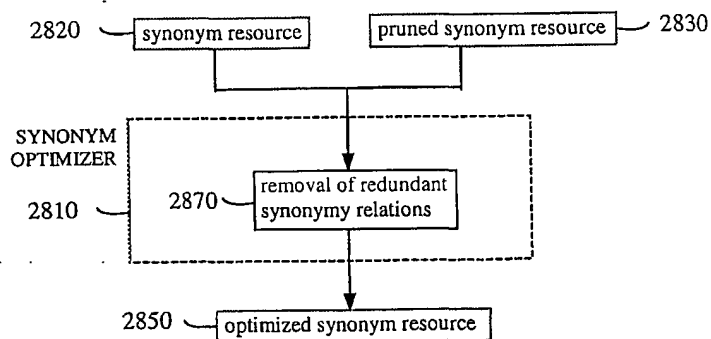 2820 synonym resource
pruned synonym resource 2830
SYNONYM
OPTIMIZER
2810
2870 removal of redundant
synonymy relations
2850 optimized synonym resource